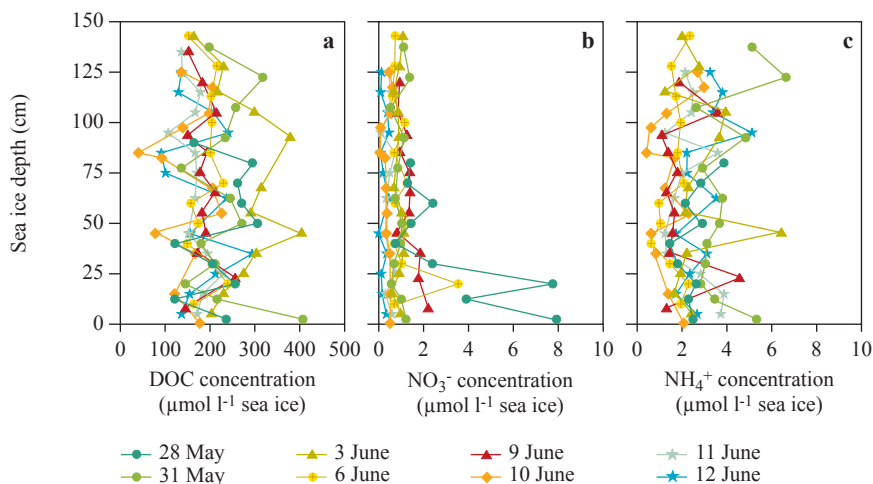 a
b
c
150
125
100
75
50
25
0
Sea ice depth (cm)
0 100 200 300 400 500
0 2 4 6 8 10
0 2 4 6 8 10
DOC concentration
(µmol l⁻¹ sea ice)
NO₃⁻ concentration
(µmol l⁻¹ sea ice)
NH₄⁺ concentration
(µmol l⁻¹ sea ice)
28 May
31 May
3 June
6 June
9 June
10 June
11 June
12 June